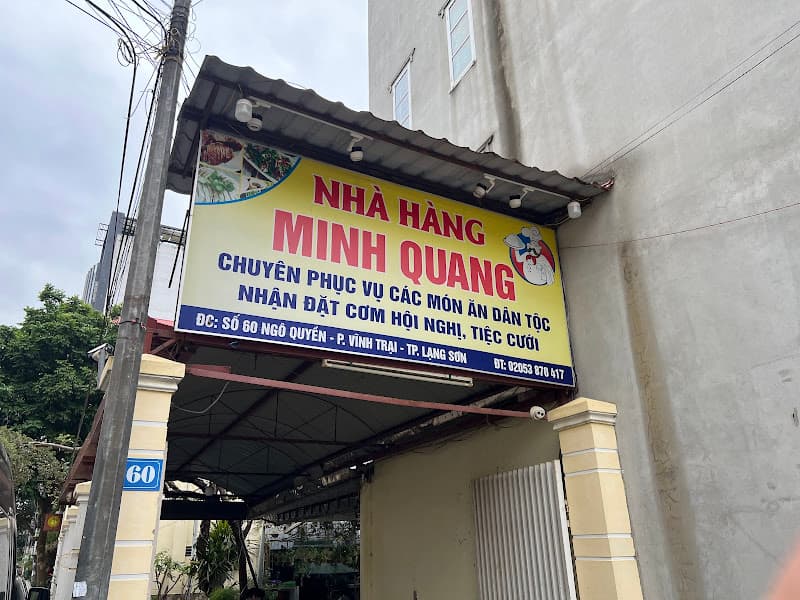 NHÀ HÀNG
MINH QUANG
CHUYÊN PHỤC VỤ CÁC MÓN ĂN DÂN TỘC
NHẬN ĐẶT CƠM HỘI NGHỊ, TIỆC CƯỚI
ĐC: SỐ 60 NGÔ QUYỀN - P. VĨNH TRẠI - TP. LẠNG SƠN ĐT: 02053 870 417
60